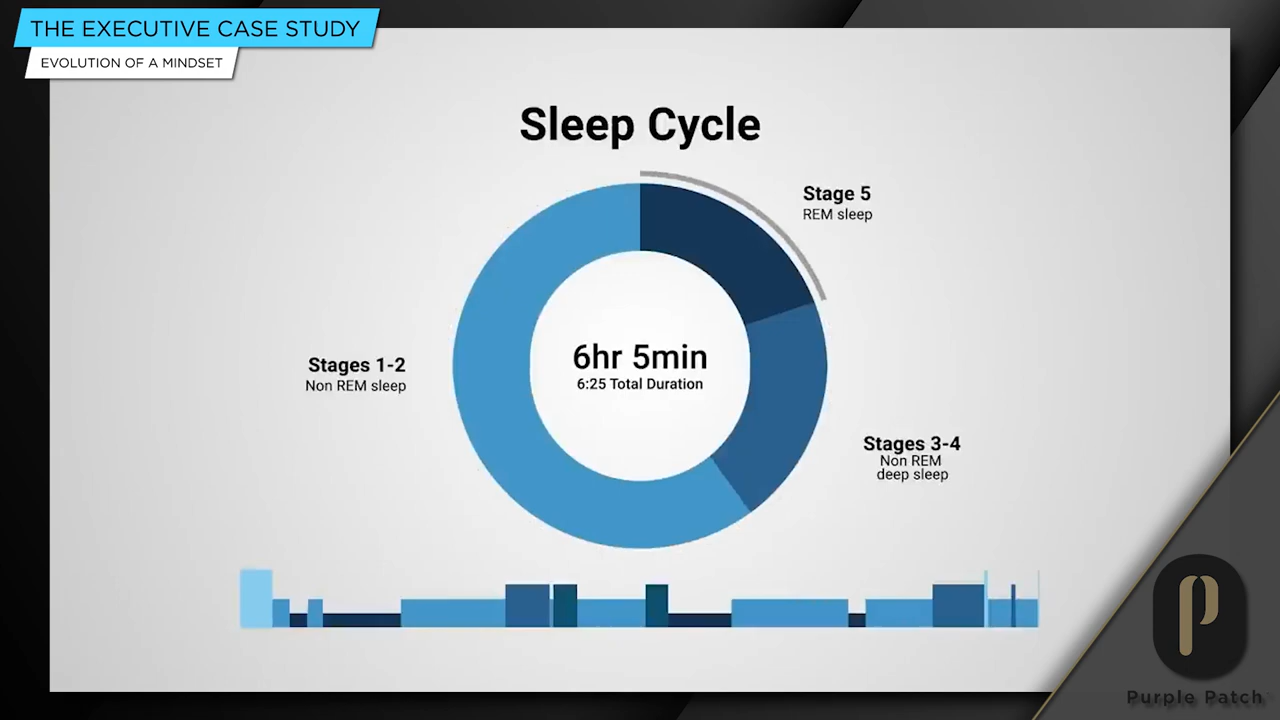 THE EXECUTIVE CASE STUDY
EVOLUTION OF A MINDSET
Sleep Cycle
Stage 5
REM sleep
6hr 5min
6:25 Total Duration
Stages 1-2
Non REM sleep
Stages 3-4
Non REM
deep sleep
Purple Patch